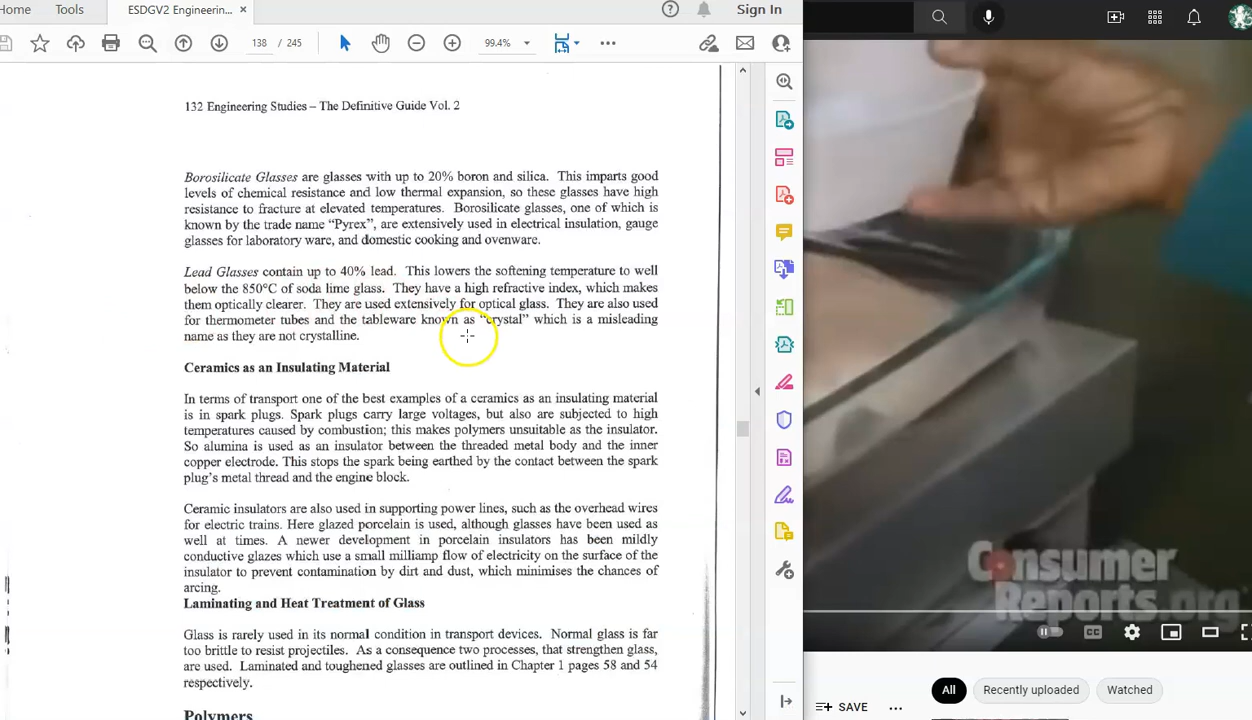 Home
Tools
ESDGV2 Engineerin...
Sign In
138 / 245
99.4%
132 Engineering Studies – The Definitive Guide Vol. 2
Borosilicate Glasses are glasses with up to 20% boron and silica. This imparts good
levels of chemical resistance and low thermal expansion, so these glasses have high
resistance to fracture at elevated temperatures. Borosilicate glasses, one of which is
known by the trade name “Pyrex”, are extensively used in electrical insulation, gauge
glasses for laboratory ware, and domestic cooking and ovenware.
Lead Glasses contain up to 40% lead. This lowers the softening temperature to well
below the 850°C of soda lime glass. They have a high refractive index, which makes
them optically clearer. They are used extensively for optical glass. They are also used
for thermometer tubes and the tableware known as “crystal” which is a misleading
name as they are not crystalline.
Ceramics as an Insulating Material
In terms of transport one of the best examples of a ceramics as an insulating material
is in spark plugs. Spark plugs carry large voltages, but also are subjected to high
temperatures caused by combustion; this makes polymers unsuitable as the insulator.
So alumina is used as an insulator between the threaded metal body and the inner
copper electrode. This stops the spark being earthed by the contact between the spark
plug’s metal thread and the engine block.
Ceramic insulators are also used in supporting power lines, such as the overhead wires
for electric trains. Here glazed porcelain is used, although glasses have been used as
well at times. A newer development in porcelain insulators has been mildly
conductive glazes which use a small milliamp flow of electricity on the surface of the
insulator to prevent contamination by dirt and dust, which minimises the chances of
arcing.
Laminating and Heat Treatment of Glass
Glass is rarely used in its normal condition in transport devices. Normal glass is far
too brittle to resist projectiles. As a consequence two processes, that strengthen glass,
are used. Laminated and toughened glasses are outlined in Chapter 1 pages 58 and 54
respectively.
Polymers
Consumer
Reports.org
CC
All
Recently uploaded
Watched
SAVE